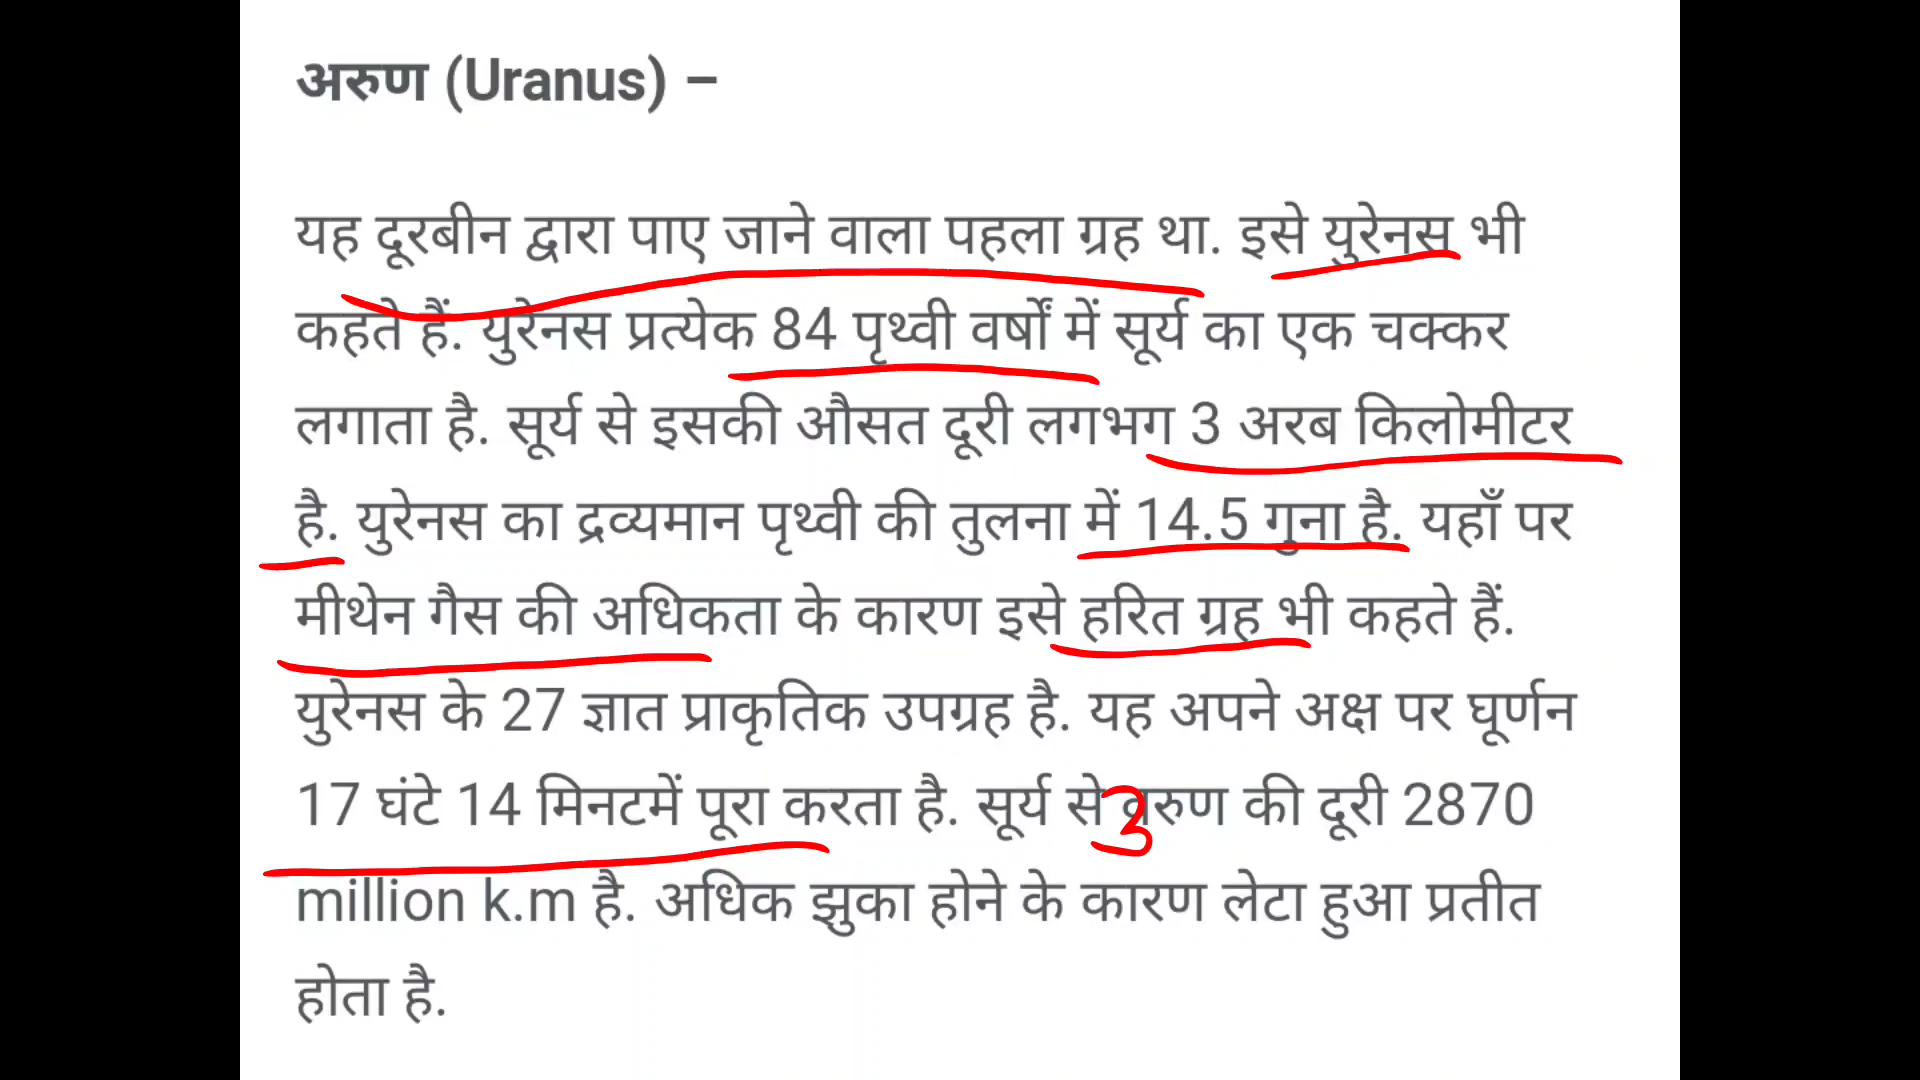 अरुण (Uranus) –
यह दूरबीन द्वारा पाए जाने वाला पहला ग्रह था. इसे युरेनस भी
कहते हैं. युरेनस प्रत्येक 84 पृथ्वी वर्षों में सूर्य का एक चक्कर
लगाता है. सूर्य से इसकी औसत दूरी लगभग 3 अरब किलोमीटर
है. युरेनस का द्रव्यमान पृथ्वी की तुलना में 14.5 गुना है. यहाँ पर
मीथेन गैस की अधिकता के कारण इसे हरित ग्रह भी कहते हैं.
युरेनस के 27 ज्ञात प्राकृतिक उपग्रह है. यह अपने अक्ष पर घूर्णन
17 घंटे 14 मिनटमें पूरा करता है. सूर्य से वरुण की दूरी 2870
million k.m है. अधिक झुका होने के कारण लेटा हुआ प्रतीत
होता है.